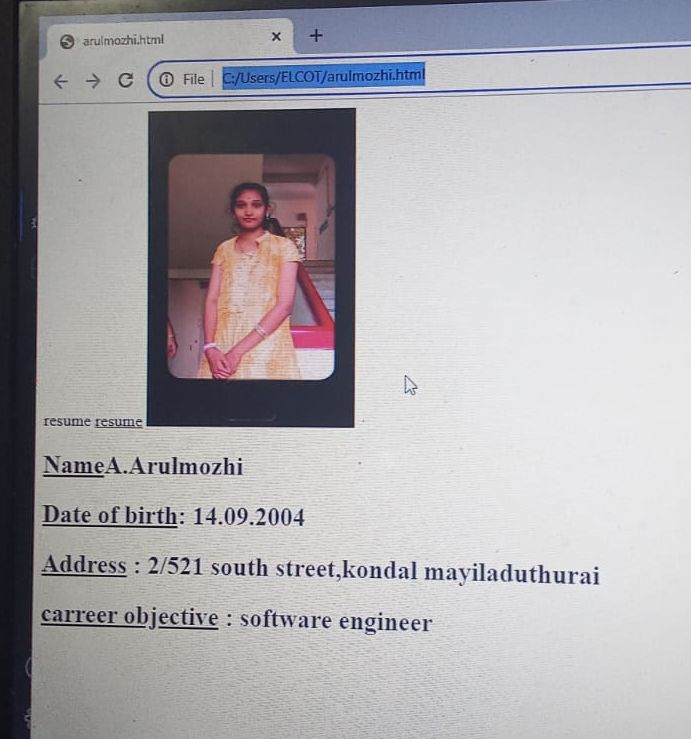 arulmozhi.html
File | C:/Users/ELCOT/arulmozhi.html
resume resume
NameA.Arulmozhi
Date of birth: 14.09.2004
Address : 2/521 south street,kondal mayiladuthurai
carreer objective : software engineer